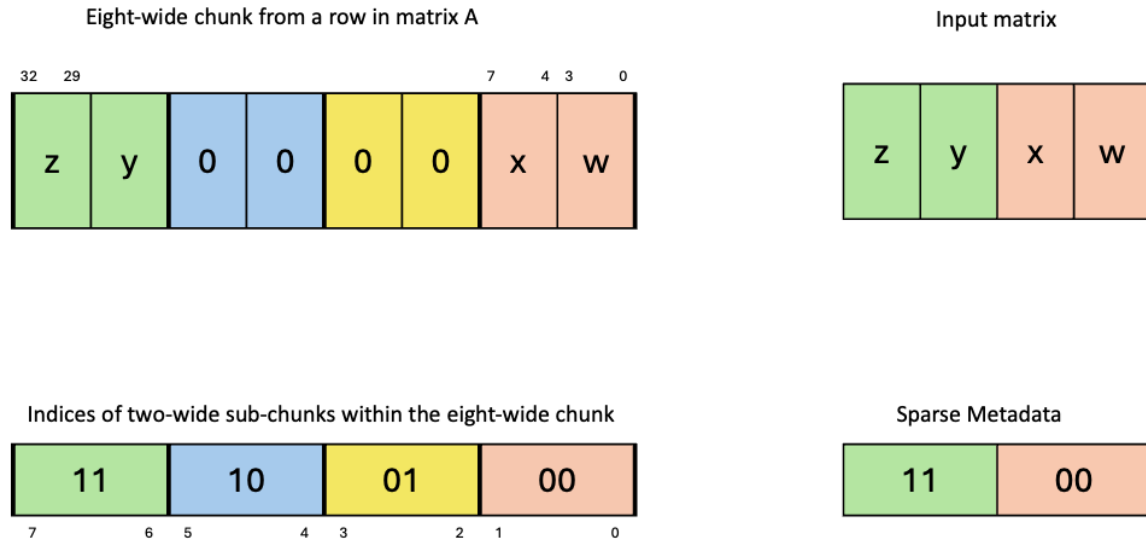 Eight-wide chunk from a row in matrix A
Input matrix
32 29 7 4 3 0
z y 0 0 0 0 x w
z y x w
Indices of two-wide sub-chunks within the eight-wide chunk
Sparse Metadata
11 10 01 00
11 00
7 6 5 4 3 2 1 0